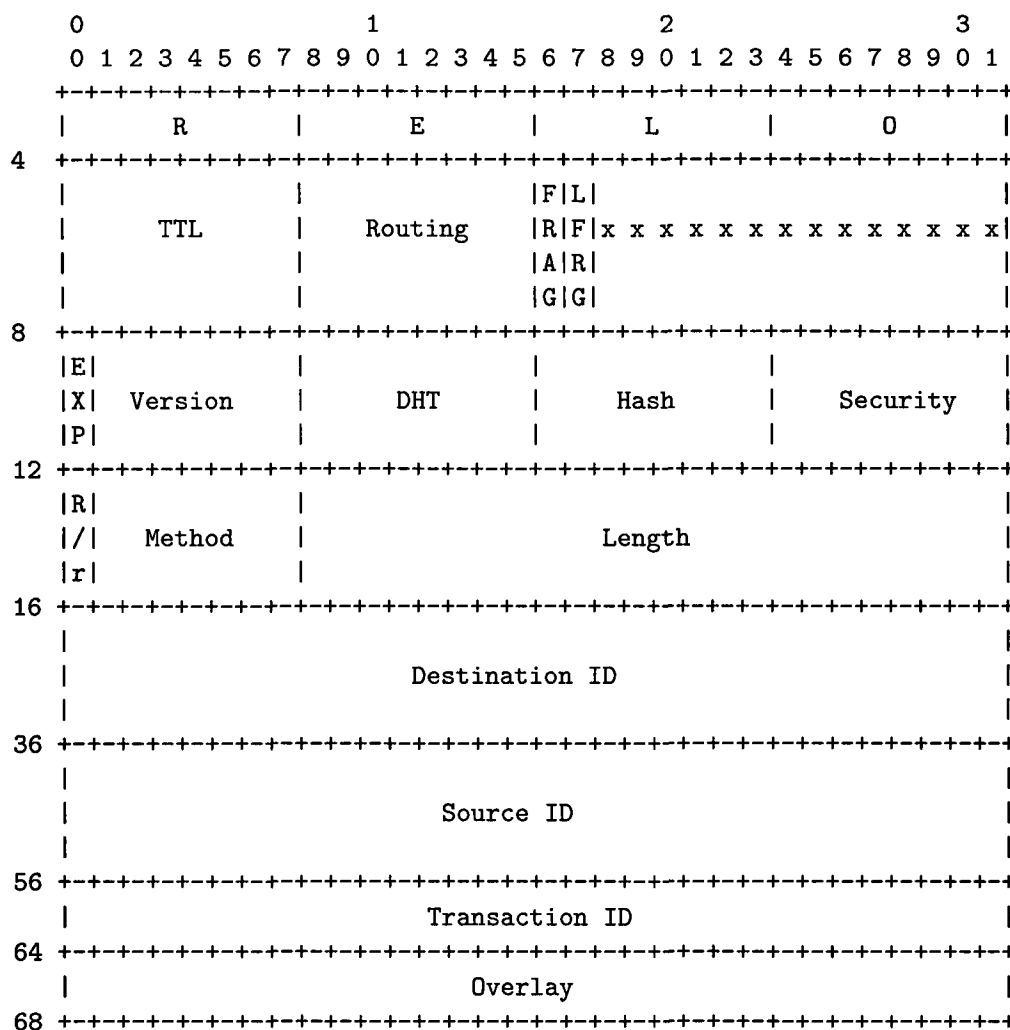 0 1 2 3
0 1 2 3 4 5 6 7 8 9 0 1 2 3 4 5 6 7 8 9 0 1 2 3 4 5 6 7 8 9 0 1
+-+-+-+-+-+-+-+-+-+-+-+-+-+-+-+-+-+-+-+-+-+-+-+-+-+-+-+-+-+-+-+-+
| R | E | L | O |
4 +-+-+-+-+-+-+-+-+-+-+-+-+-+-+-+-+-+-+-+-+-+-+-+-+-+-+-+-+-+-+-+-+
| | |F|L| |
| TTL | Routing |R|F|x x x x x x x x x x x x x x|
| | |A|R| |
| | |G|G| |
8 +-+-+-+-+-+-+-+-+-+-+-+-+-+-+-+-+-+-+-+-+-+-+-+-+-+-+-+-+-+-+-+-+
|E| | | | |
|X| Version | DHT | Hash | Security |
|P| | | | |
12 +-+-+-+-+-+-+-+-+-+-+-+-+-+-+-+-+-+-+-+-+-+-+-+-+-+-+-+-+-+-+-+-+
|R| | |
|/| Method | Length |
|r| | |
16 +-+-+-+-+-+-+-+-+-+-+-+-+-+-+-+-+-+-+-+-+-+-+-+-+-+-+-+-+-+-+-+-+
| |
| Destination ID |
| |
36 +-+-+-+-+-+-+-+-+-+-+-+-+-+-+-+-+-+-+-+-+-+-+-+-+-+-+-+-+-+-+-+-+
| |
| Source ID |
| |
56 +-+-+-+-+-+-+-+-+-+-+-+-+-+-+-+-+-+-+-+-+-+-+-+-+-+-+-+-+-+-+-+-+
| Transaction ID |
64 +-+-+-+-+-+-+-+-+-+-+-+-+-+-+-+-+-+-+-+-+-+-+-+-+-+-+-+-+-+-+-+-+
| Overlay |
68 +-+-+-+-+-+-+-+-+-+-+-+-+-+-+-+-+-+-+-+-+-+-+-+-+-+-+-+-+-+-+-+-+